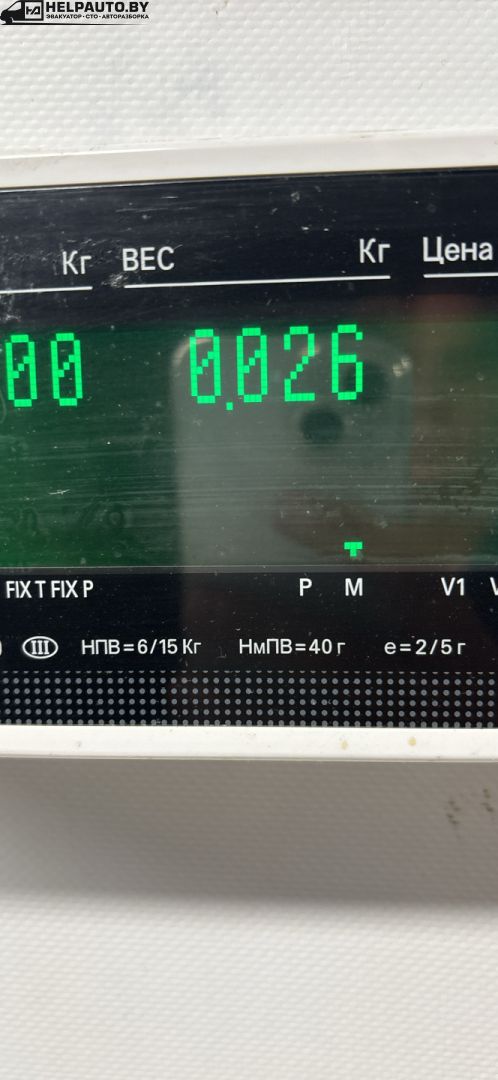 HELPAUTO.BY
ЭВАКУАТОР · СТО · АВТОРАЗБОРКА
Кг ВЕС Кг Цена
00 0.026
FIX T FIX P P M V1
III НПВ=6/15 Кг НмПВ=40 г e=2/5 г